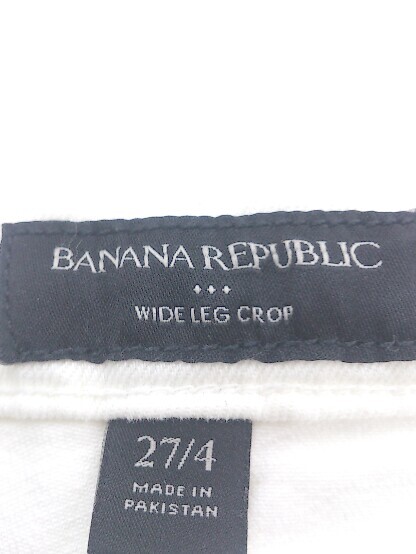 BANANA REPUBLIC
WIDE LEG CROP
27/4
MADE IN
PAKISTAN